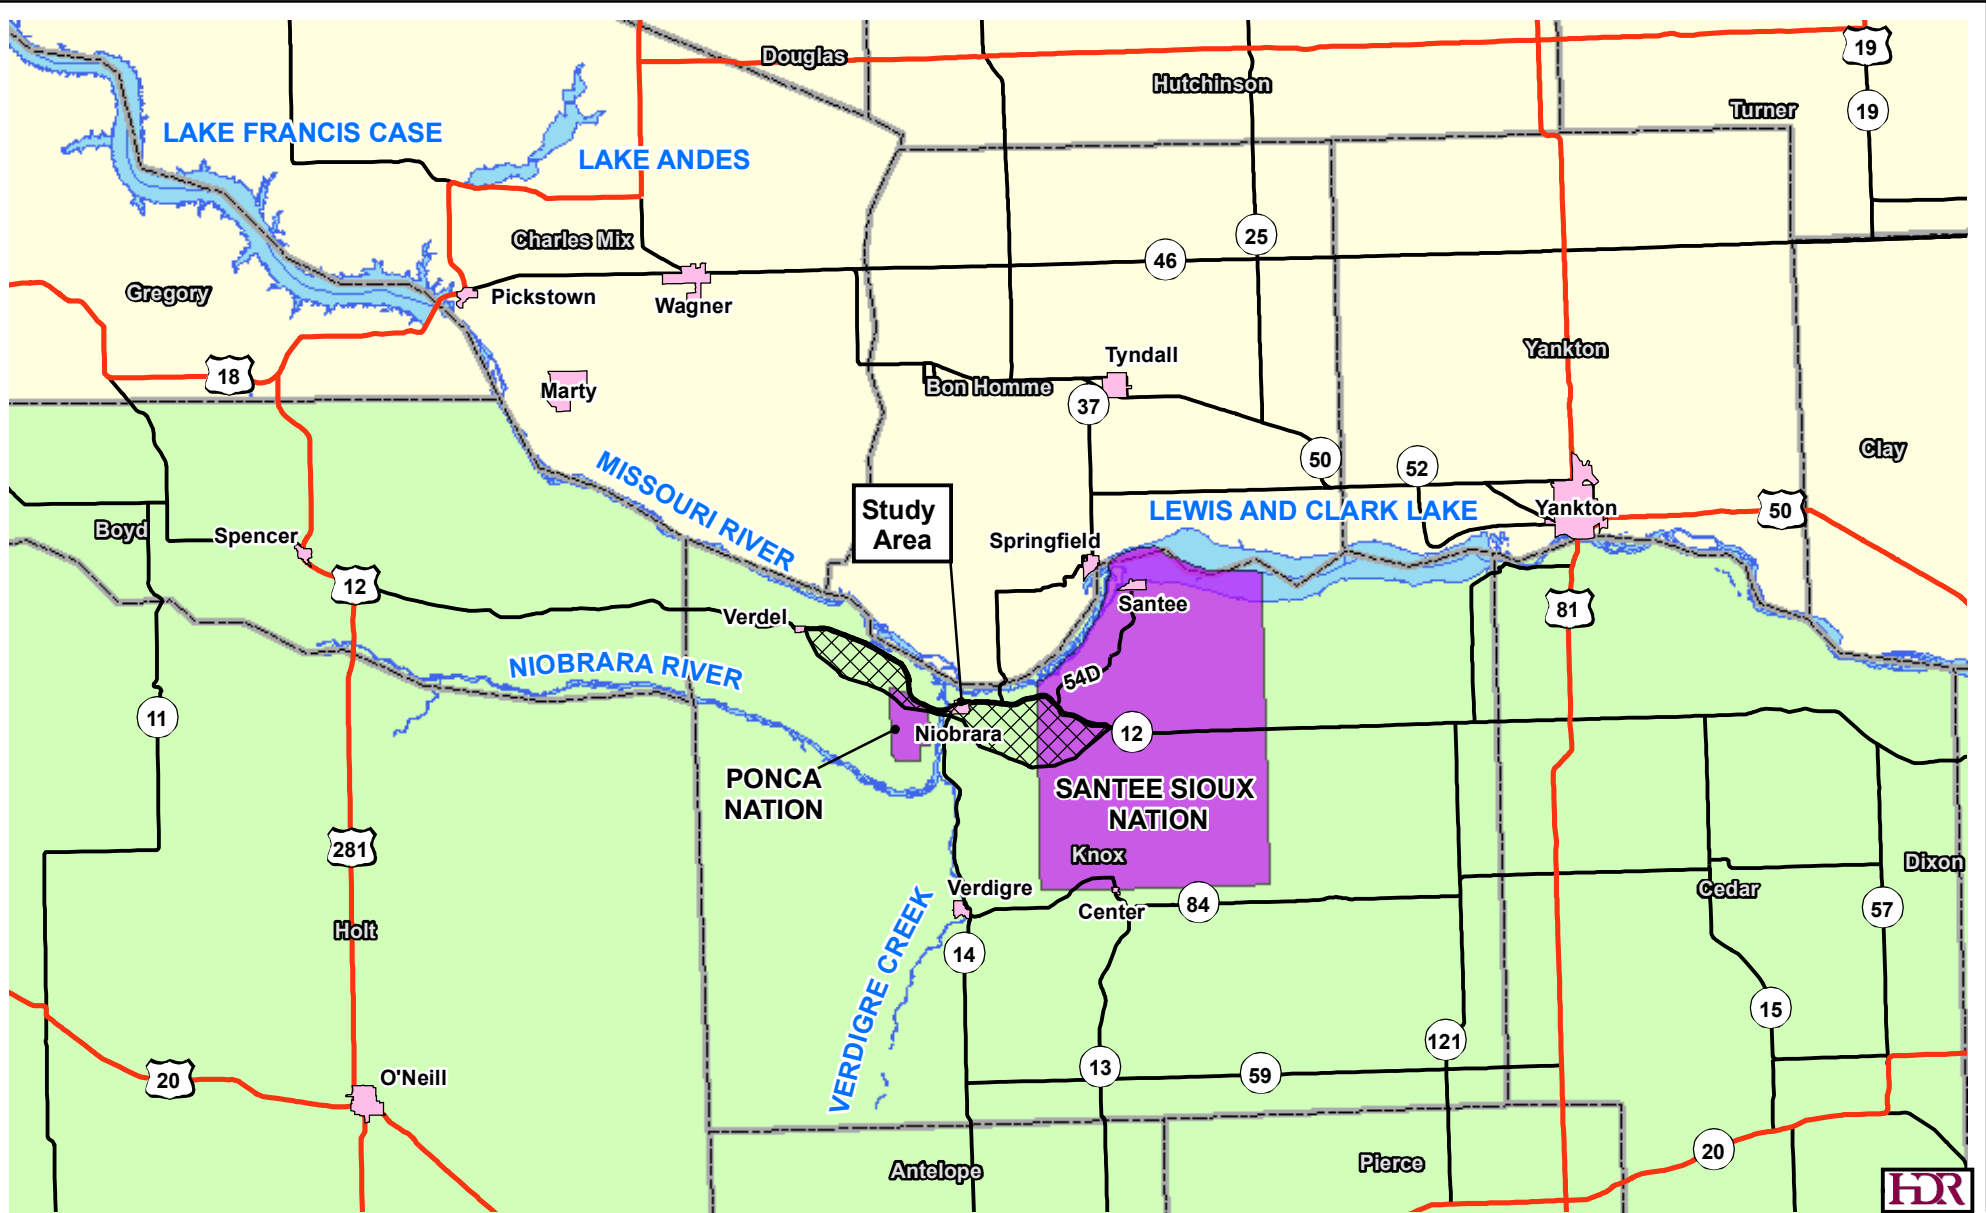 Douglas
19
Hutchinson
Turner
19
LAKE FRANCIS CASE
LAKE ANDES
25
Charles Mix
46
Gregory
Pickstown
Wagner
Yankton
Tyndall
18
Marty
Bon Homme
37
Clay
MISSOURI RIVER
50
52
Study
Area
LEWIS AND CLARK LAKE
Yankton
50
Boyd
Spencer
Springfield
12
Santee
81
Verdel
NIOBRARA RIVER
54D
11
Niobrara
12
PONCA
NATION
SANTEE SIOUX
NATION
281
Knox
Dixon
Verdigre
Cedar
Center
84
57
Holt
VERDIGRE CREEK
14
15
121
13
59
20
O'Neill
20
Antelope
Pierce
HDR